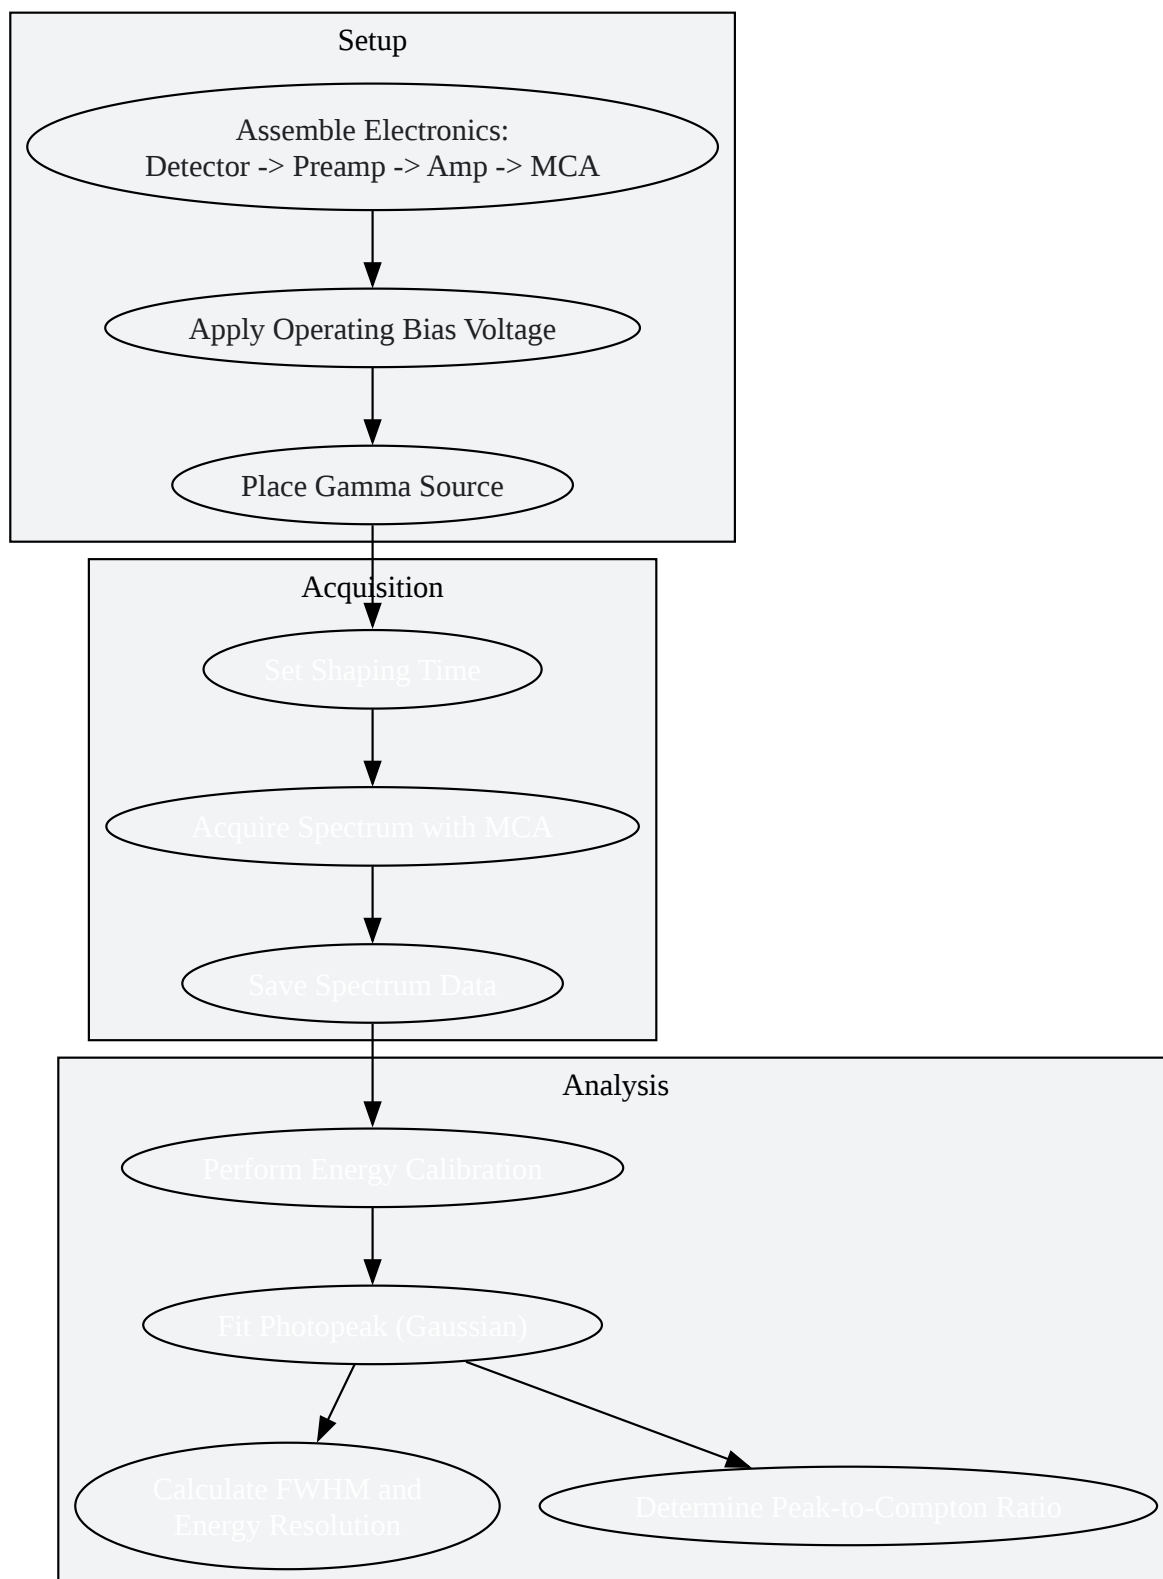 Setup
Assemble Electronics:
Detector -> Preamp -> Amp -> MCA
Apply Operating Bias Voltage
Place Gamma Source
Acquisition
Set Shaping Time
Acquire Spectrum with MCA
Save Spectrum Data
Analysis
Perform Energy Calibration
Fit Photopeak (Gaussian)
Calculate FWHM and
Energy Resolution
Determine Peak-to-Compton Ratio